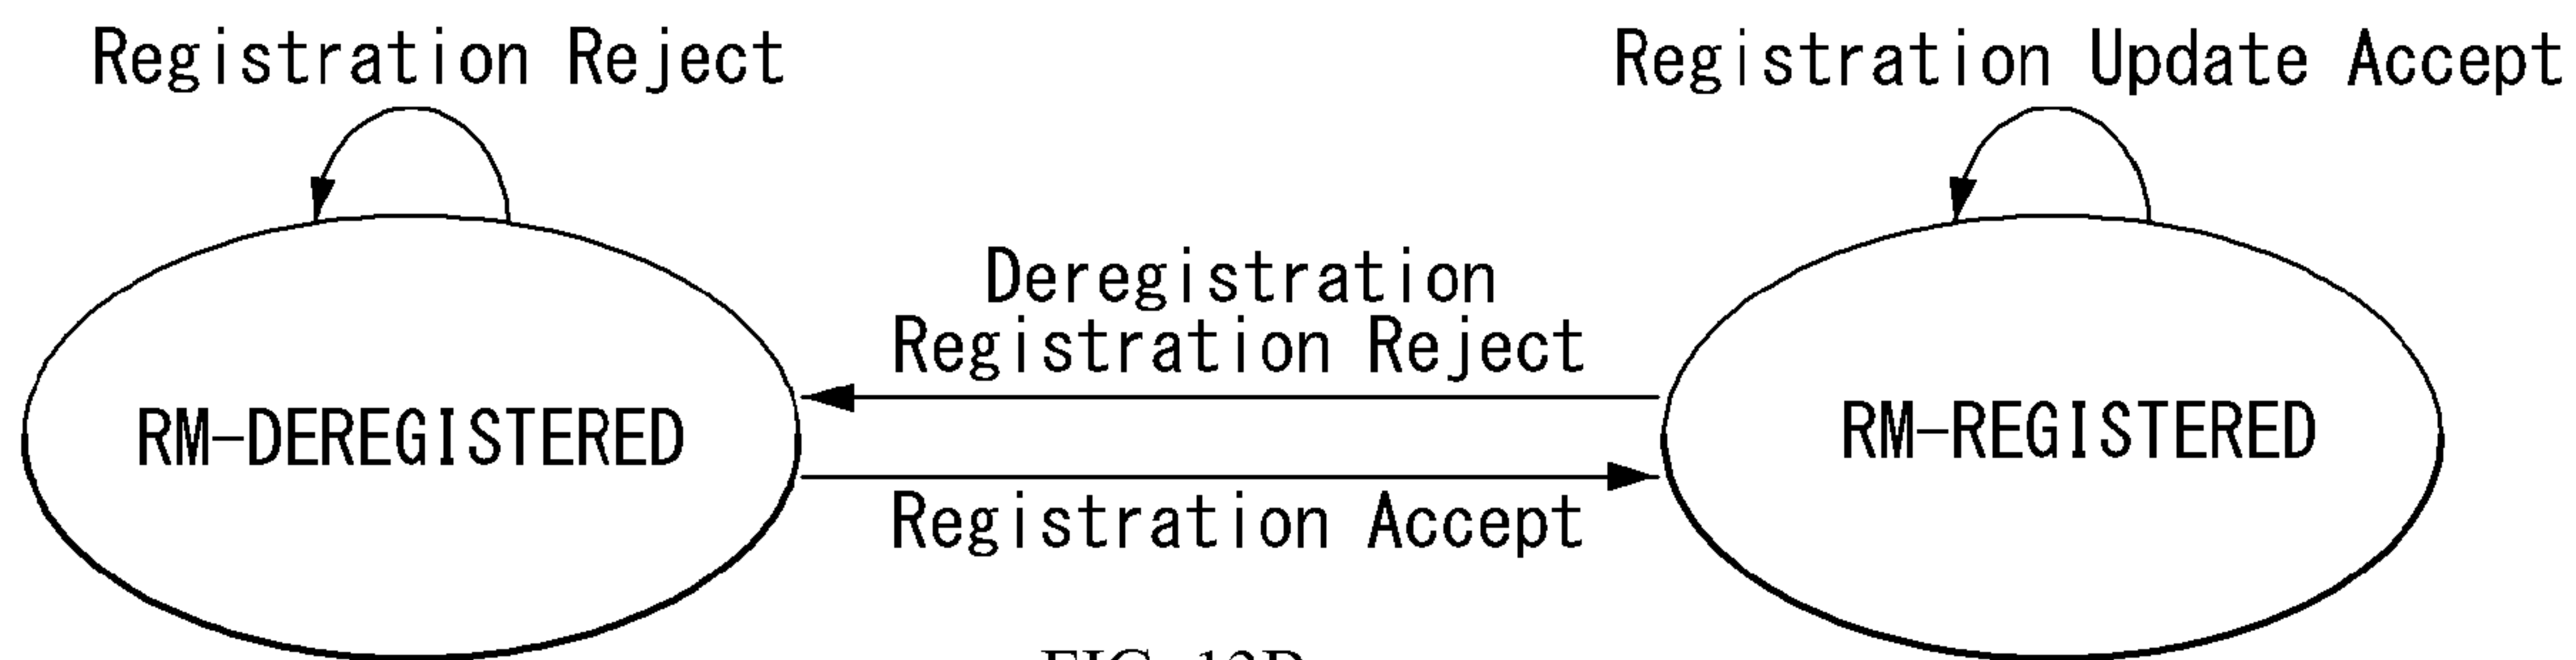 Registration Reject
Registration Update Accept
Deregistration
Registration Reject
RM-DEREGISTERED
RM-REGISTERED
Registration Accept